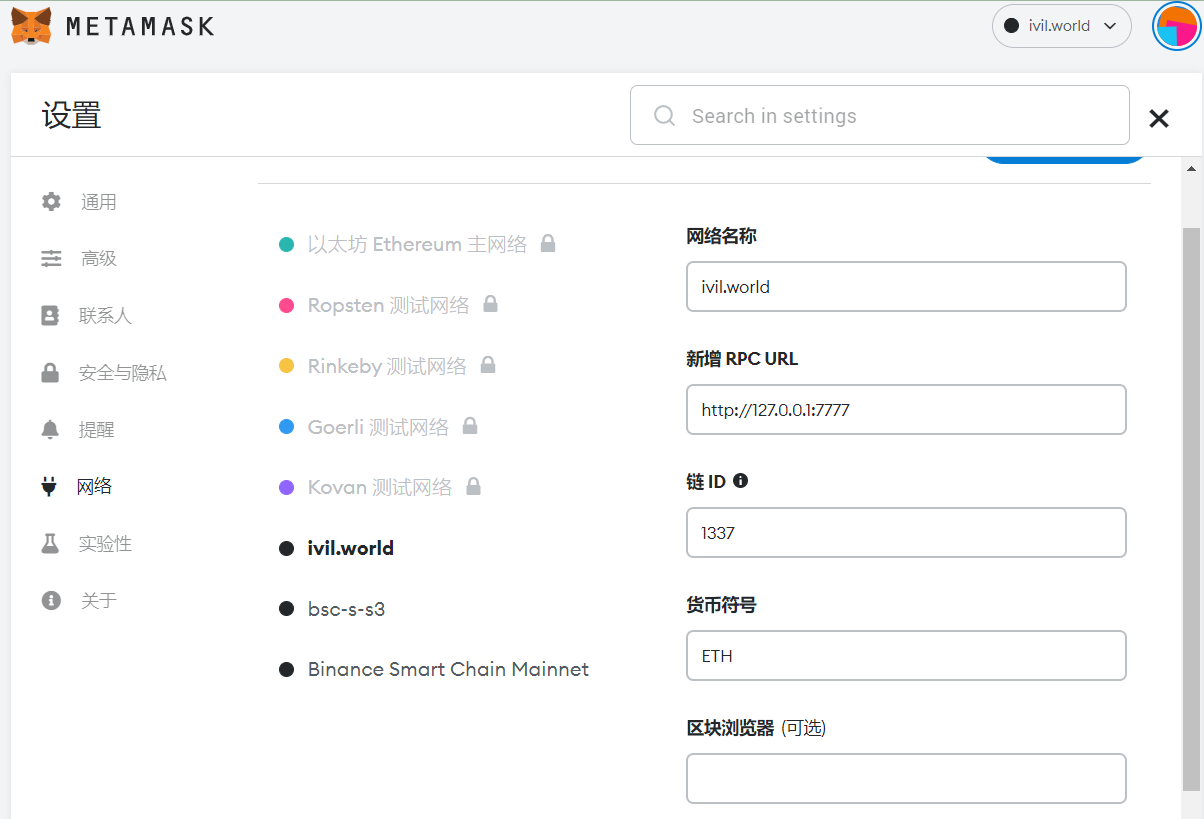 METAMASK
ivil.world
设置
Search in settings
通用
高级
联系人
安全与隐私
提醒
网络
实验性
关于
以太坊 Ethereum 主网络
Ropsten 测试网络
Rinkeby 测试网络
Goerli 测试网络
Kovan 测试网络
ivil.world
bsc-s-s3
Binance Smart Chain Mainnet
网络名称
ivil.world
新增 RPC URL
http://127.0.0.1:7777
链 ID
1337
货币符号
ETH
区块浏览器 (可选)